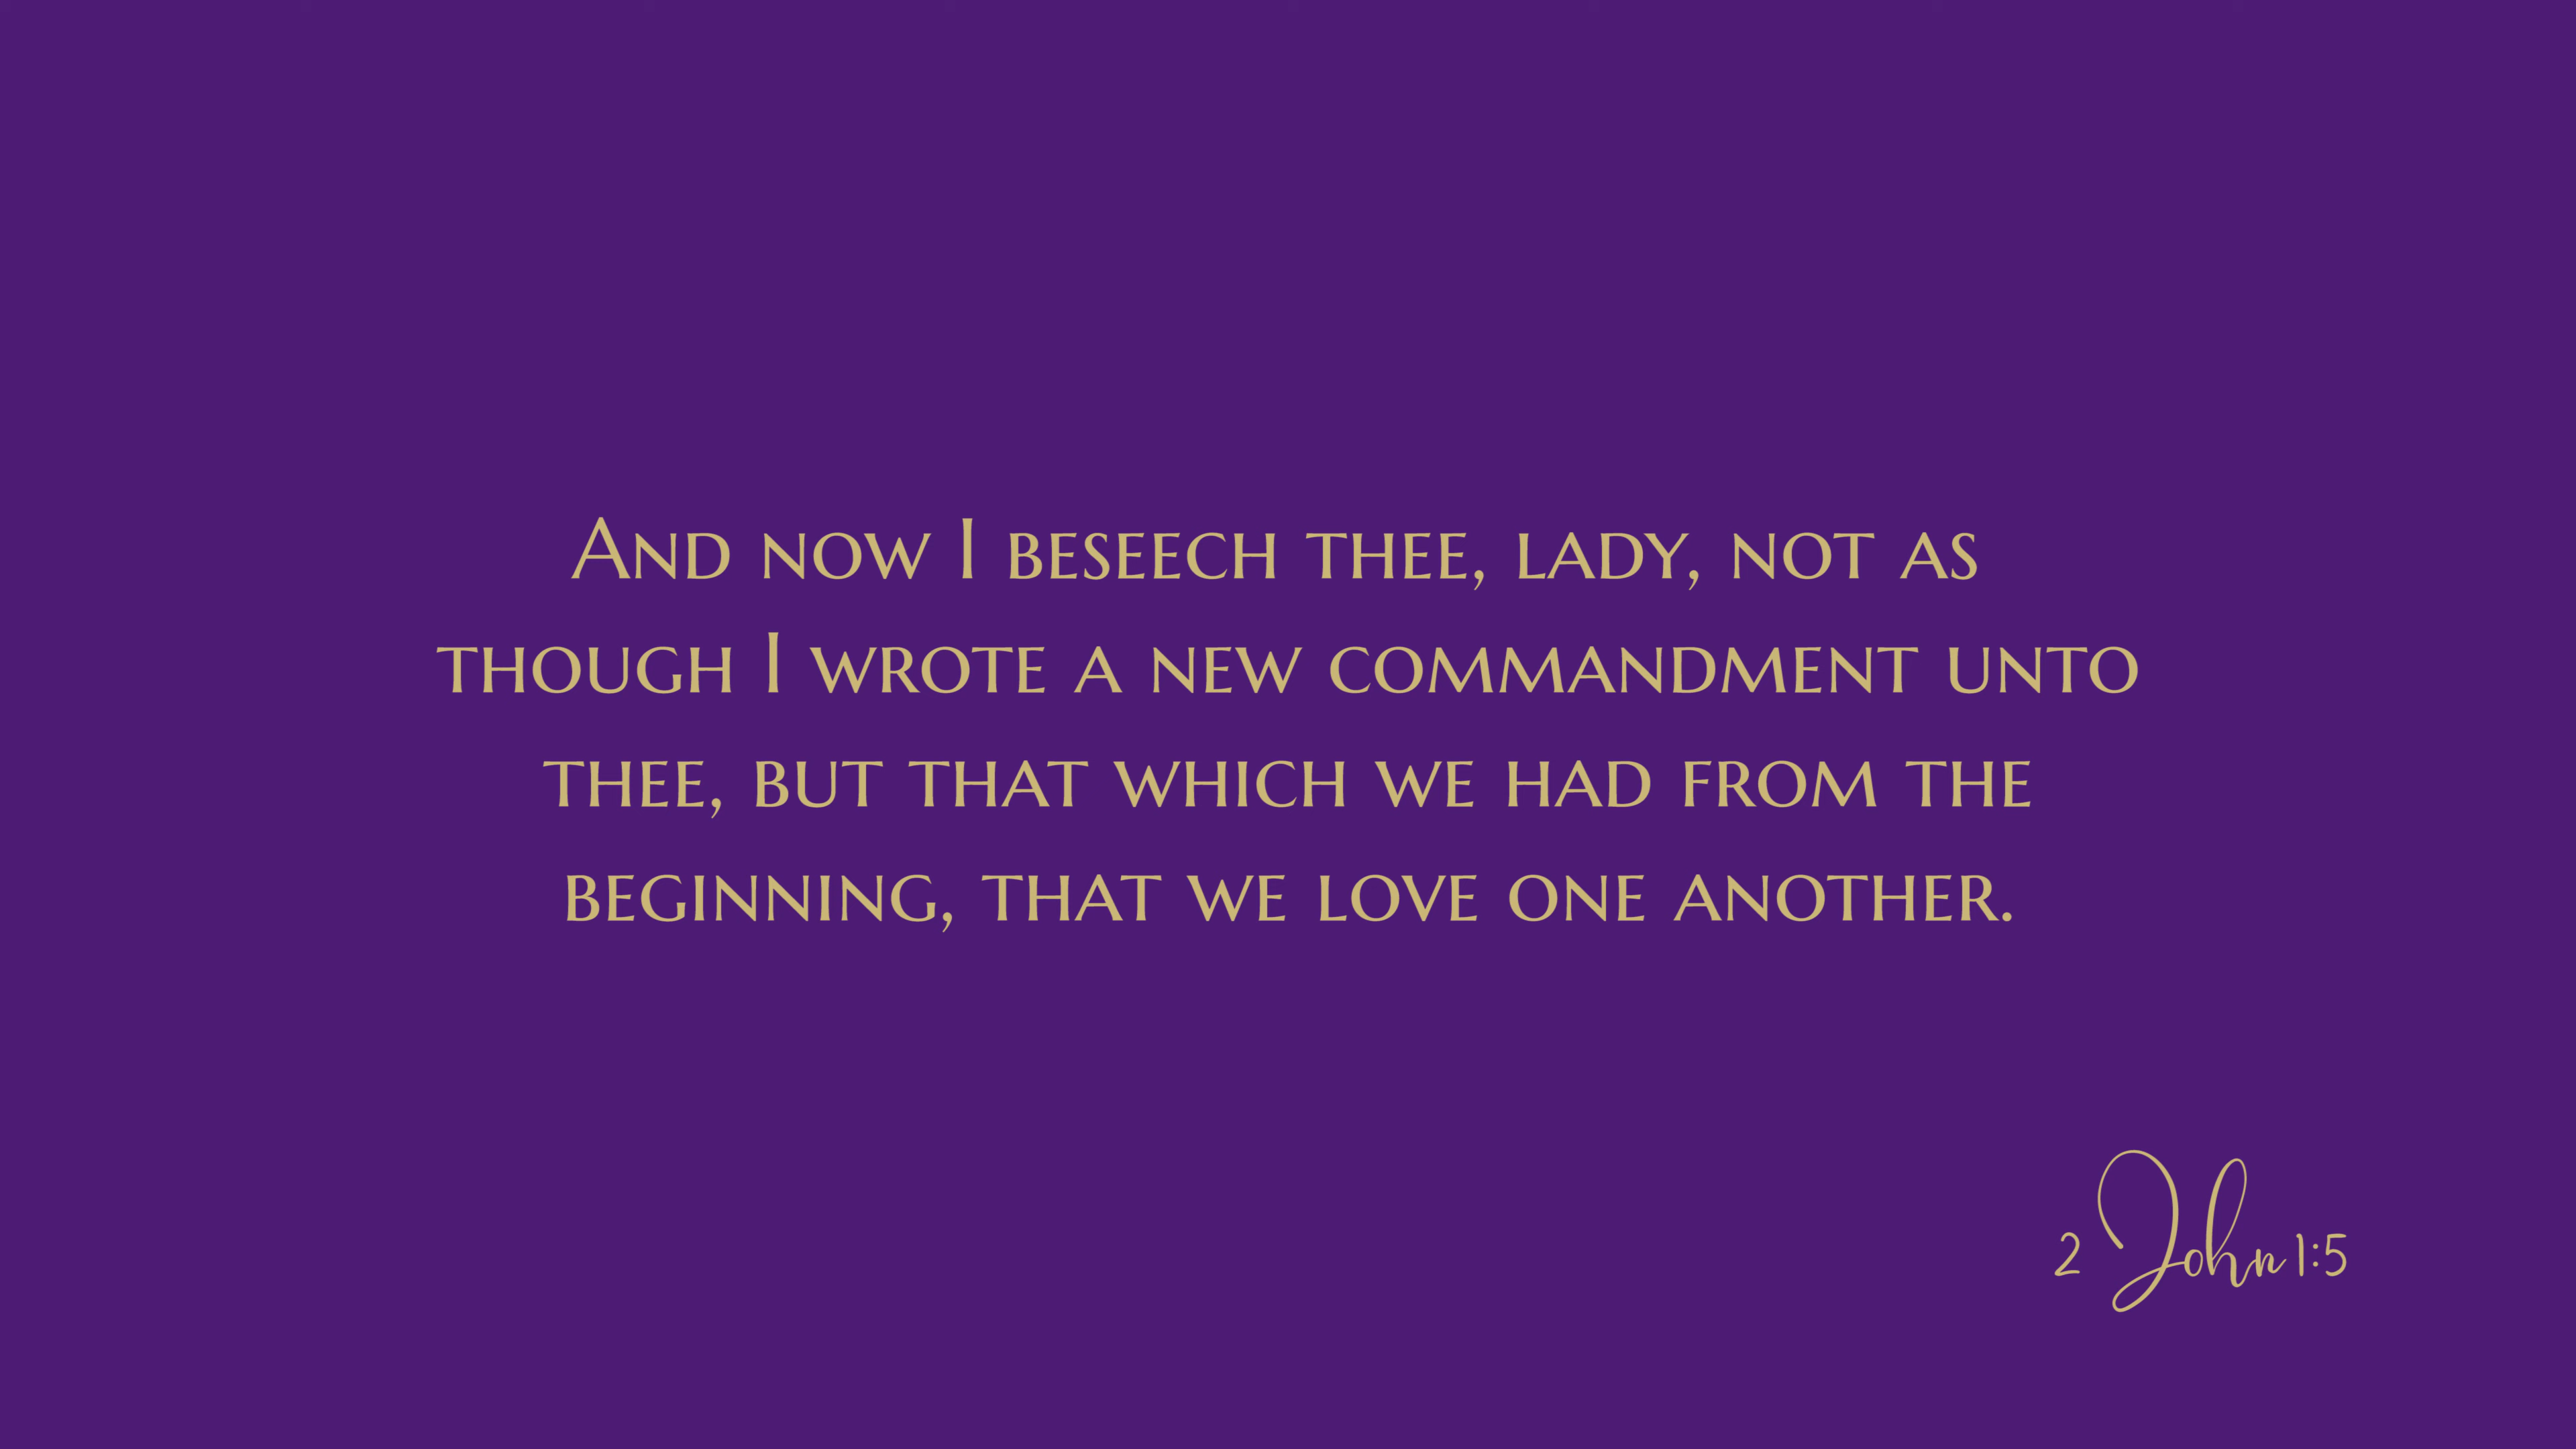 And now I beseech thee, lady, not as
though I wrote a new commandment unto
thee, but that which we had from the
beginning, that we love one another.
2 John 1:5